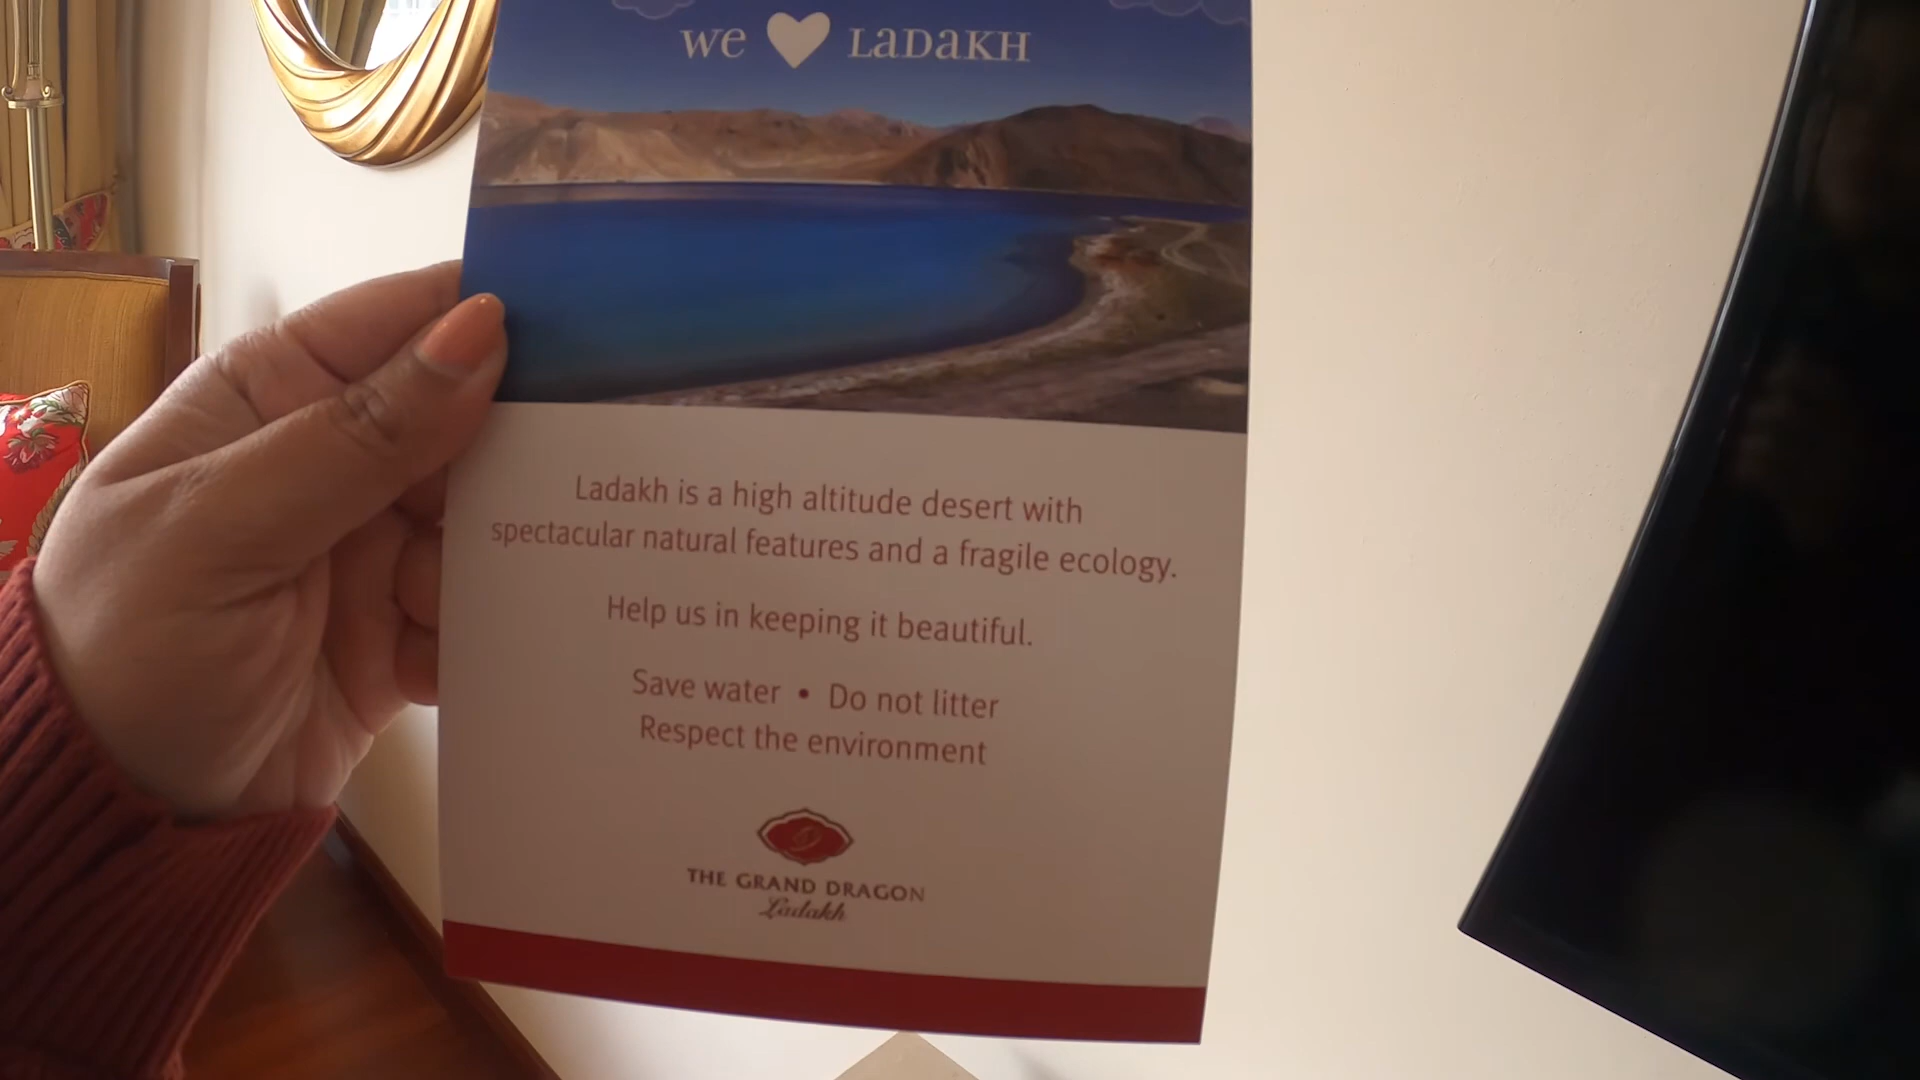 we ♥ LaDaKH
Ladakh is a high altitude desert with
spectacular natural features and a fragile ecology.
Help us in keeping it beautiful.
Save water • Do not litter
Respect the environment
THE GRAND DRAGON
Ladakh